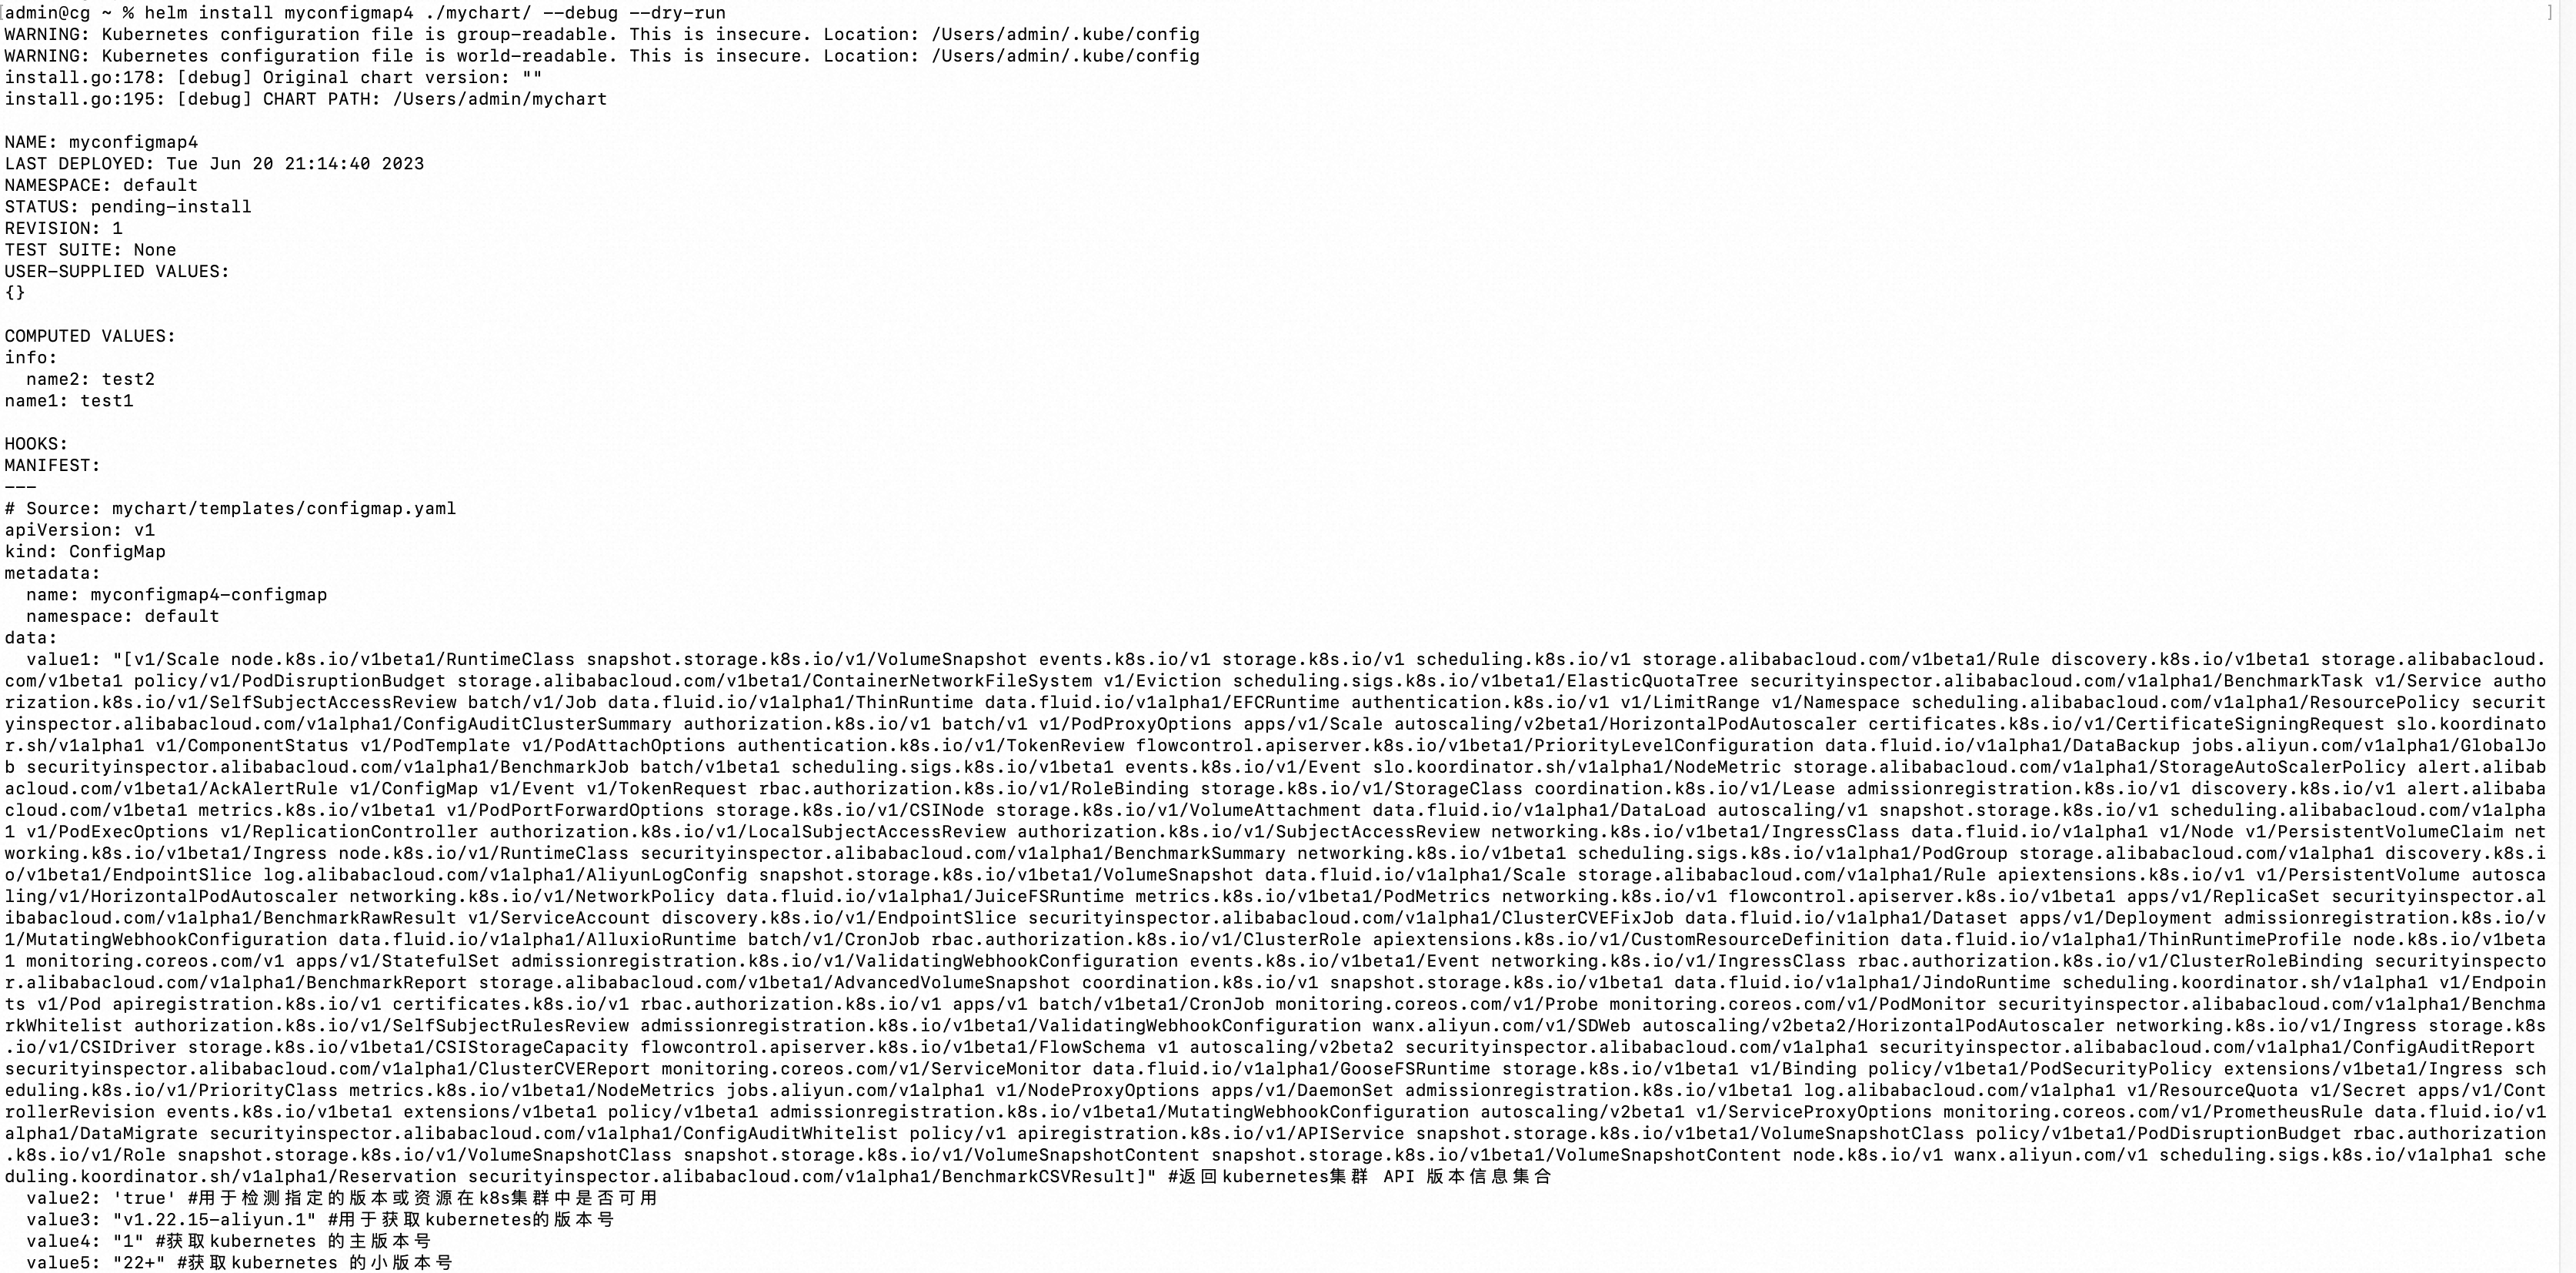 [admin@cg ~ % helm install myconfigmap4 ./mychart/ --debug --dry-run ]
WARNING: Kubernetes configuration file is group-readable. This is insecure. Location: /Users/admin/.kube/config
WARNING: Kubernetes configuration file is world-readable. This is insecure. Location: /Users/admin/.kube/config
install.go:178: [debug] Original chart version: ""
install.go:195: [debug] CHART PATH: /Users/admin/mychart
NAME: myconfigmap4
LAST DEPLOYED: Tue Jun 20 21:14:40 2023
NAMESPACE: default
STATUS: pending-install
REVISION: 1
TEST SUITE: None
USER-SUPPLIED VALUES:
{}
COMPUTED VALUES:
info:
  name2: test2
name1: test1
HOOKS:
MANIFEST:
---
# Source: mychart/templates/configmap.yaml
apiVersion: v1
kind: ConfigMap
metadata:
  name: myconfigmap4-configmap
  namespace: default
data:
  value1: "[v1/Scale node.k8s.io/v1beta1/RuntimeClass snapshot.storage.k8s.io/v1/VolumeSnapshot events.k8s.io/v1 storage.k8s.io/v1 scheduling.k8s.io/v1 storage.alibabacloud.com/v1beta1/Rule discovery.k8s.io/v1beta1 storage.alibabacloud.
com/v1beta1 policy/v1/PodDisruptionBudget storage.alibabacloud.com/v1beta1/ContainerNetworkFileSystem v1/Eviction scheduling.sigs.k8s.io/v1beta1/ElasticQuotaTree securityinspector.alibabacloud.com/v1alpha1/BenchmarkTask v1/Service autho
rization.k8s.io/v1/SelfSubjectAccessReview batch/v1/Job data.fluid.io/v1alpha1/ThinRuntime data.fluid.io/v1alpha1/EFCRuntime authentication.k8s.io/v1 v1/LimitRange v1/Namespace scheduling.alibabacloud.com/v1alpha1/ResourcePolicy securit
yinspector.alibabacloud.com/v1alpha1/ConfigAuditClusterSummary authorization.k8s.io/v1 batch/v1 v1/PodProxyOptions apps/v1/Scale autoscaling/v2beta1/HorizontalPodAutoscaler certificates.k8s.io/v1/CertificateSigningRequest slo.koordinato
r.sh/v1alpha1 v1/ComponentStatus v1/PodTemplate v1/PodAttachOptions authentication.k8s.io/v1/TokenReview flowcontrol.apiserver.k8s.io/v1beta1/PriorityLevelConfiguration data.fluid.io/v1alpha1/DataBackup jobs.aliyun.com/v1alpha1/GlobalJo
b securityinspector.alibabacloud.com/v1alpha1/BenchmarkJob batch/v1beta1 scheduling.sigs.k8s.io/v1beta1 events.k8s.io/v1/Event slo.koordinator.sh/v1alpha1/NodeMetric storage.alibabacloud.com/v1alpha1/StorageAutoScalerPolicy alert.alibab
acloud.com/v1beta1/AckAlertRule v1/ConfigMap v1/Event v1/TokenRequest rbac.authorization.k8s.io/v1/RoleBinding storage.k8s.io/v1/StorageClass coordination.k8s.io/v1/Lease admissionregistration.k8s.io/v1 discovery.k8s.io/v1 alert.alibaba
cloud.com/v1beta1 metrics.k8s.io/v1beta1 v1/PodPortForwardOptions storage.k8s.io/v1/CSINode storage.k8s.io/v1/VolumeAttachment data.fluid.io/v1alpha1/DataLoad autoscaling/v1 snapshot.storage.k8s.io/v1 scheduling.alibabacloud.com/v1alpha
1 v1/PodExecOptions v1/ReplicationController authorization.k8s.io/v1/LocalSubjectAccessReview authorization.k8s.io/v1/SubjectAccessReview networking.k8s.io/v1beta1/IngressClass data.fluid.io/v1alpha1 v1/Node v1/PersistentVolumeClaim net
working.k8s.io/v1beta1/Ingress node.k8s.io/v1/RuntimeClass securityinspector.alibabacloud.com/v1alpha1/BenchmarkSummary networking.k8s.io/v1beta1 scheduling.sigs.k8s.io/v1alpha1/PodGroup storage.alibabacloud.com/v1alpha1 discovery.k8s.i
o/v1beta1/EndpointSlice log.alibabacloud.com/v1alpha1/AliyunLogConfig snapshot.storage.k8s.io/v1beta1/VolumeSnapshot data.fluid.io/v1alpha1/Scale storage.alibabacloud.com/v1alpha1/Rule apiextensions.k8s.io/v1 v1/PersistentVolume autosca
ling/v1/HorizontalPodAutoscaler networking.k8s.io/v1/NetworkPolicy data.fluid.io/v1alpha1/JuiceFSRuntime metrics.k8s.io/v1beta1/PodMetrics networking.k8s.io/v1 flowcontrol.apiserver.k8s.io/v1beta1 apps/v1/ReplicaSet securityinspector.al
ibabacloud.com/v1alpha1/BenchmarkRawResult v1/ServiceAccount discovery.k8s.io/v1/EndpointSlice securityinspector.alibabacloud.com/v1alpha1/ClusterCVEFixJob data.fluid.io/v1alpha1/Dataset apps/v1/Deployment admissionregistration.k8s.io/v
1/MutatingWebhookConfiguration data.fluid.io/v1alpha1/AlluxioRuntime batch/v1/CronJob rbac.authorization.k8s.io/v1/ClusterRole apiextensions.k8s.io/v1/CustomResourceDefinition data.fluid.io/v1alpha1/ThinRuntimeProfile node.k8s.io/v1beta
1 monitoring.coreos.com/v1 apps/v1/StatefulSet admissionregistration.k8s.io/v1/ValidatingWebhookConfiguration events.k8s.io/v1beta1/Event networking.k8s.io/v1/IngressClass rbac.authorization.k8s.io/v1/ClusterRoleBinding securityinspecto
r.alibabacloud.com/v1alpha1/BenchmarkReport storage.alibabacloud.com/v1beta1/AdvancedVolumeSnapshot coordination.k8s.io/v1 snapshot.storage.k8s.io/v1beta1 data.fluid.io/v1alpha1/JindoRuntime scheduling.koordinator.sh/v1alpha1 v1/Endpoin
ts v1/Pod apiregistration.k8s.io/v1 certificates.k8s.io/v1 rbac.authorization.k8s.io/v1 apps/v1 batch/v1beta1/CronJob monitoring.coreos.com/v1/Probe monitoring.coreos.com/v1/PodMonitor securityinspector.alibabacloud.com/v1alpha1/Benchma
rkWhitelist authorization.k8s.io/v1/SelfSubjectRulesReview admissionregistration.k8s.io/v1beta1/ValidatingWebhookConfiguration wanx.aliyun.com/v1/SDWeb autoscaling/v2beta2/HorizontalPodAutoscaler networking.k8s.io/v1/Ingress storage.k8s
.io/v1/CSIDriver storage.k8s.io/v1beta1/CSIStorageCapacity flowcontrol.apiserver.k8s.io/v1beta1/FlowSchema v1 autoscaling/v2beta2 securityinspector.alibabacloud.com/v1alpha1 securityinspector.alibabacloud.com/v1alpha1/ConfigAuditReport
securityinspector.alibabacloud.com/v1alpha1/ClusterCVEReport monitoring.coreos.com/v1/ServiceMonitor data.fluid.io/v1alpha1/GooseFSRuntime storage.k8s.io/v1beta1 v1/Binding policy/v1beta1/PodSecurityPolicy extensions/v1beta1/Ingress sch
eduling.k8s.io/v1/PriorityClass metrics.k8s.io/v1beta1/NodeMetrics jobs.aliyun.com/v1alpha1 v1/NodeProxyOptions apps/v1/DaemonSet admissionregistration.k8s.io/v1beta1 log.alibabacloud.com/v1alpha1 v1/ResourceQuota v1/Secret apps/v1/Cont
rollerRevision events.k8s.io/v1beta1 extensions/v1beta1 policy/v1beta1 admissionregistration.k8s.io/v1beta1/MutatingWebhookConfiguration autoscaling/v2beta1 v1/ServiceProxyOptions monitoring.coreos.com/v1/PrometheusRule data.fluid.io/v1
alpha1/DataMigrate securityinspector.alibabacloud.com/v1alpha1/ConfigAuditWhitelist policy/v1 apiregistration.k8s.io/v1/APIService snapshot.storage.k8s.io/v1beta1/VolumeSnapshotClass policy/v1beta1/PodDisruptionBudget rbac.authorization
.k8s.io/v1/Role snapshot.storage.k8s.io/v1/VolumeSnapshotClass snapshot.storage.k8s.io/v1/VolumeSnapshotContent snapshot.storage.k8s.io/v1beta1/VolumeSnapshotContent node.k8s.io/v1 wanx.aliyun.com/v1 scheduling.sigs.k8s.io/v1alpha1 sche
duling.koordinator.sh/v1alpha1/Reservation securityinspector.alibabacloud.com/v1alpha1/BenchmarkCSVResult]" #返回kubernetes集群 API 版本信息集合
  value2: 'true' #用于检测指定的版本或资源在k8s集群中是否可用
  value3: "v1.22.15-aliyun.1" #用于获取kubernetes的版本号
  value4: "1" #获取kubernetes 的主版本号
  value5: "22+" #获取kubernetes 的小版本号